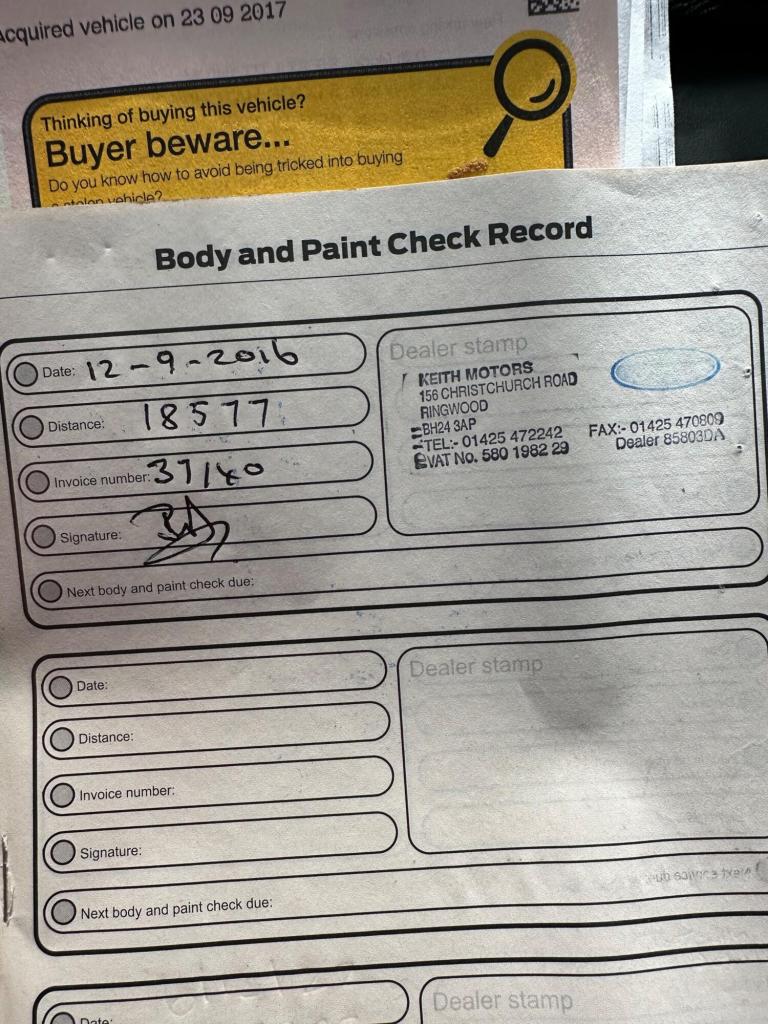 Acquired vehicle on 23 09 2017
Thinking of buying this vehicle?
Buyer beware...
Do you know how to avoid being tricked into buying
a stolen vehicle?
Body and Paint Check Record
Date: 12-9-2016
Distance: 18577
Invoice number: 37140
Signature:
Next body and paint check due:
Dealer stamp
KEITH MOTORS
156 CHRISTCHURCH ROAD
RINGWOOD
BH24 3AP
TEL:- 01425 472242 FAX:- 01425 470809
VAT No. 580 1982 29 Dealer 85803DA
Date:
Distance:
Invoice number:
Signature:
Next body and paint check due:
Dealer stamp
Date:
Dealer stamp